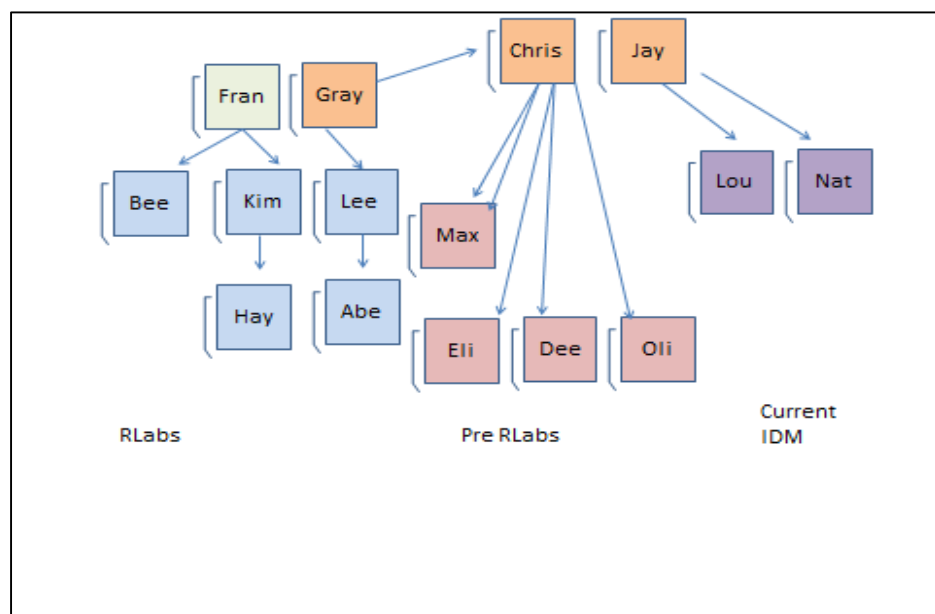 Chris
Jay
Fran
Gray
Bee
Kim
Lee
Lou
Nat
Max
Hay
Abe
Eli
Dee
Oli
RLabs
Pre RLabs
Current
IDM